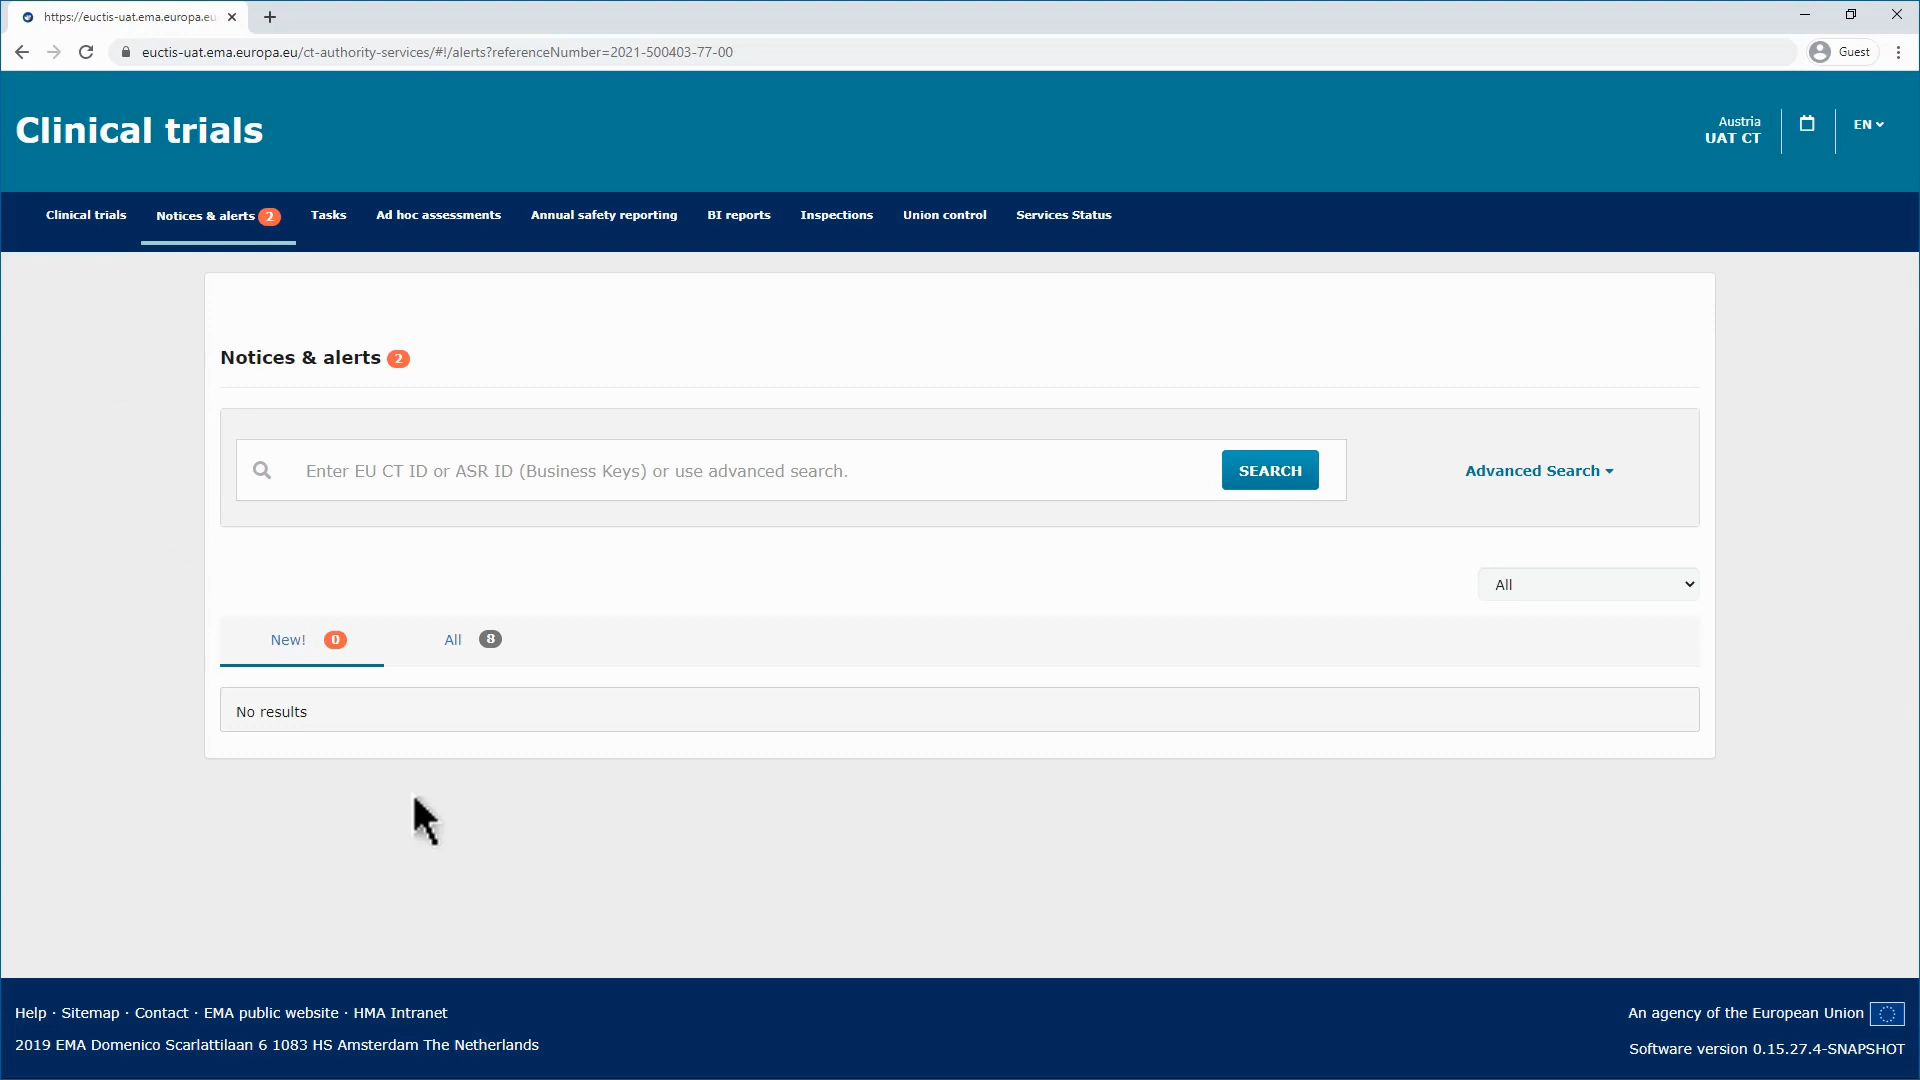 https://euctis-uat.ema.europa.eu
euctis-uat.ema.europa.eu/ct-authority-services/#!/alerts?referenceNumber=2021-500403-77-00
Guest
Clinical trials
Austria
UAT CT
EN
Clinical trials
Notices & alerts 2
Tasks
Ad hoc assessments
Annual safety reporting
BI reports
Inspections
Union control
Services Status
Notices & alerts 2
Enter EU CT ID or ASR ID (Business Keys) or use advanced search.
SEARCH
Advanced Search
All
New! 0
All 8
No results
Help · Sitemap · Contact · EMA public website · HMA Intranet
2019 EMA Domenico Scarlattilaan 6 1083 HS Amsterdam The Netherlands
An agency of the European Union
Software version 0.15.27.4-SNAPSHOT